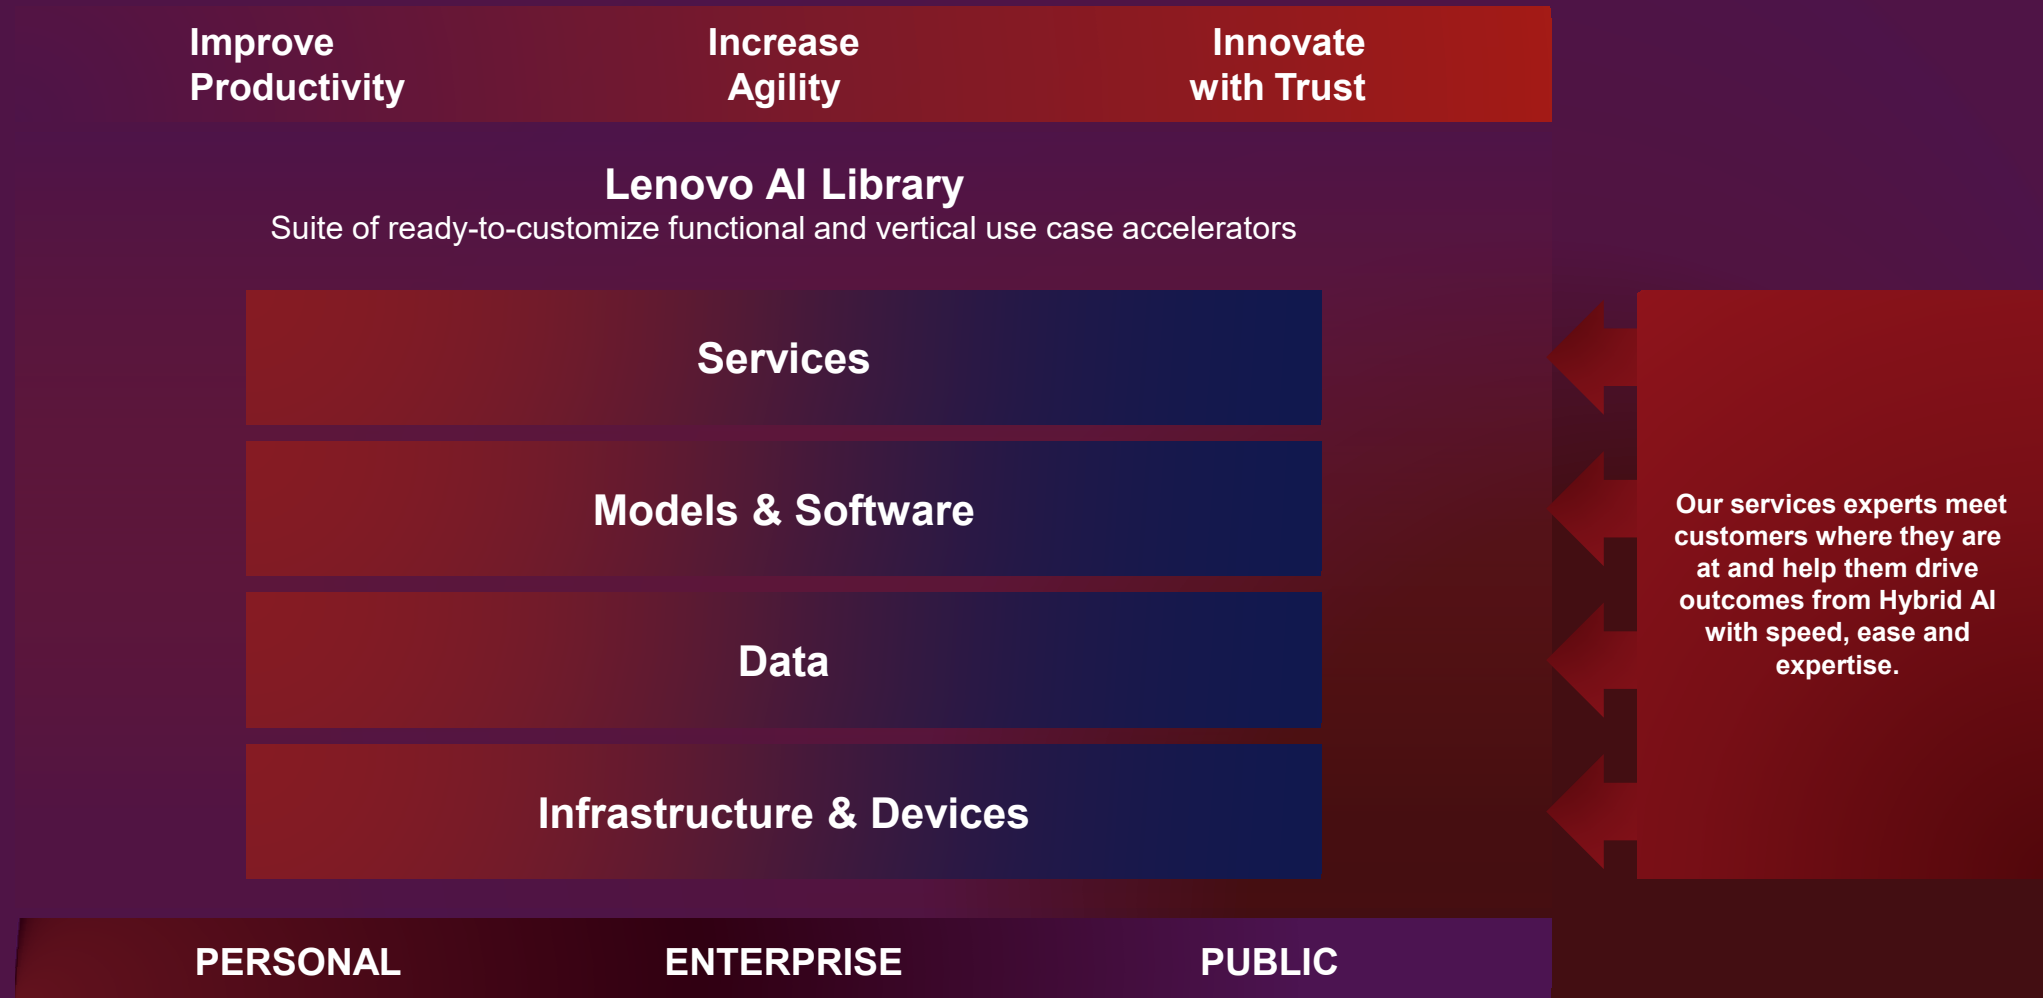 Improve
Productivity
Increase
Agility
Innovate
with Trust
Lenovo AI Library
Suite of ready-to-customize functional and vertical use case accelerators
Services
Models & Software
Data
Infrastructure & Devices
Our services experts meet
customers where they are
at and help them drive
outcomes from Hybrid AI
with speed, ease and
expertise.
PERSONAL
ENTERPRISE
PUBLIC